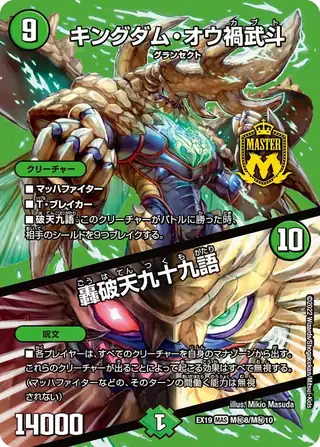 9
キングダム・オウ禍武斗
カブト
グランセクト
MASTER
M
クリーチャー
■マッハファイター
■T・ブレイカー
■破天九語:このクリーチャーがバトルに勝った時、
相手のシールドを9つブレイクする。
10
轟破天九十九語
ごうはてんつくもがたり
呪文
■各プレイヤーは、すべてのクリーチャーを自身のマナゾーンから出す。
これらのクリーチャーが出ることによって起こる効果はすべて無視する。
(マッハファイターなどの、そのターンの間働く能力は無視
されない)
illus. Mikio Masuda
14000
1
EX19 MAS